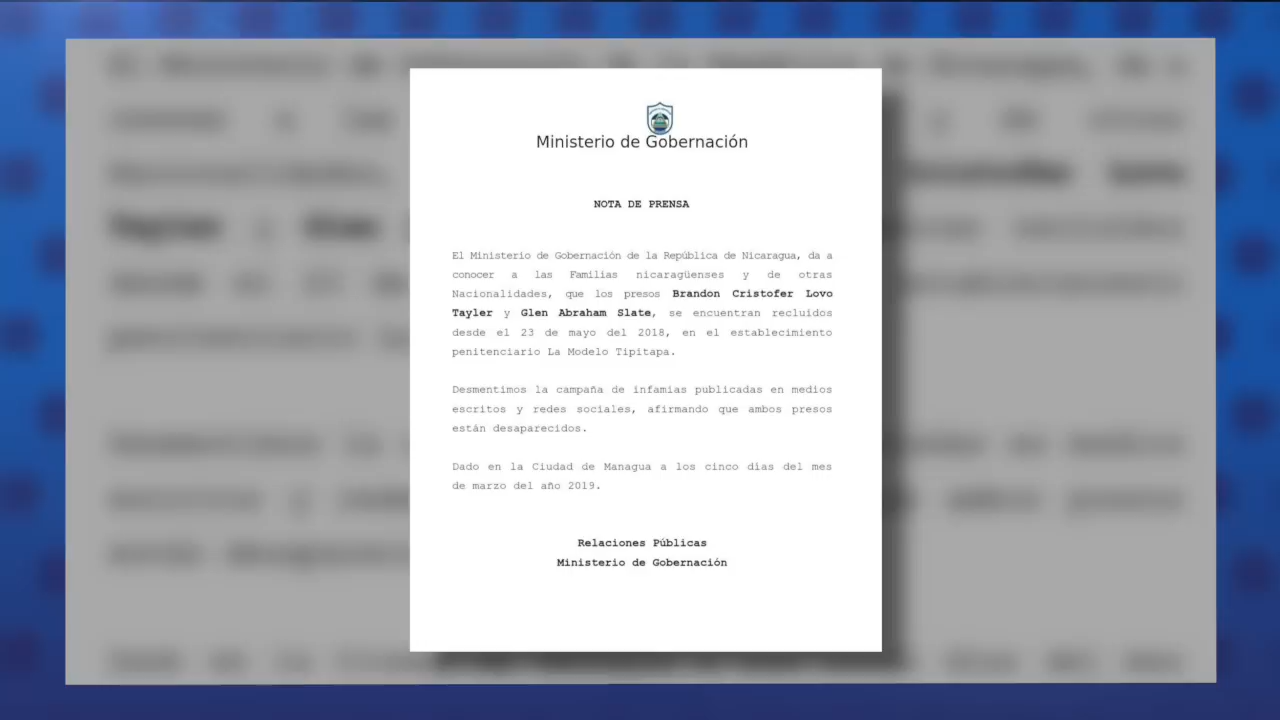 Ministerio de Gobernación
NOTA DE PRENSA
El Ministerio de Gobernación de la República de Nicaragua, da a
conocer a las Familias nicaragüenses y de otras
Nacionalidades, que los presos Brandon Cristofer Lovo
Tayler y Glen Abraham Slate, se encuentran recluidos
desde el 23 de mayo del 2018, en el establecimiento
penitenciario La Modelo Tipitapa.
Desmentimos la campaña de infamias publicadas en medios
escritos y redes sociales, afirmando que ambos presos
están desaparecidos.
Dado en la Ciudad de Managua a los cinco días del mes
de marzo del año 2019.
Relaciones Públicas
Ministerio de Gobernación